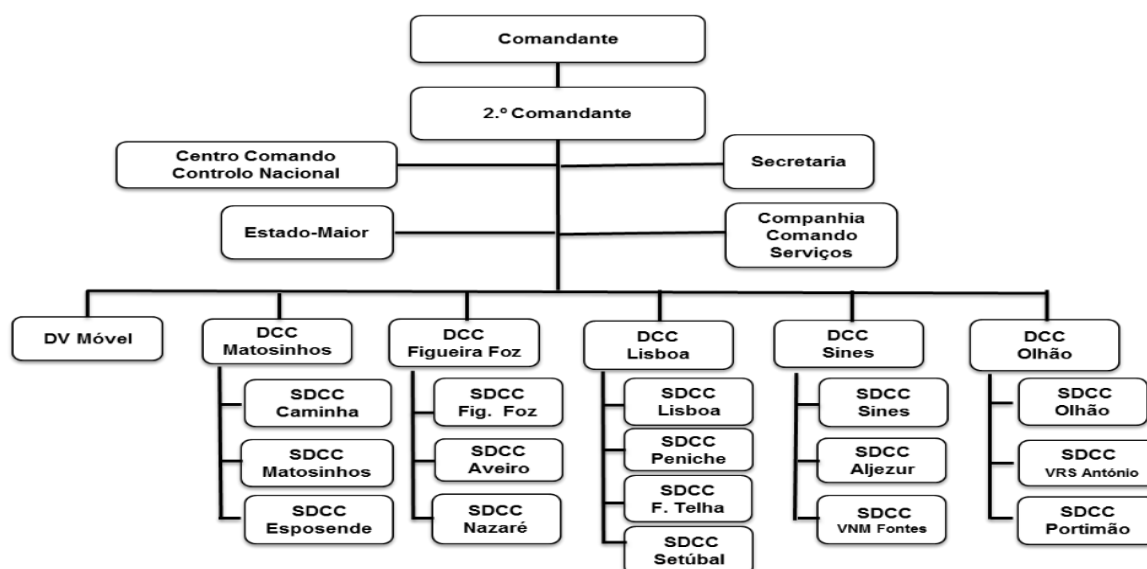 Comandante
2.º Comandante
Centro Comando
Controlo Nacional
Secretaria
Estado-Maior
Companhia
Comando
Serviços
DV Móvel
DCC
Matosinhos
DCC
Figueira Foz
DCC
Lisboa
DCC
Sines
DCC
Olhão
SDCC
Caminha
SDCC
Matosinhos
SDCC
Esposende
SDCC
Fig. Foz
SDCC
Aveiro
SDCC
Nazaré
SDCC
Lisboa
SDCC
Peniche
SDCC
F. Telha
SDCC
Setúbal
SDCC
Sines
SDCC
Aljezur
SDCC
VNM Fontes
SDCC
Olhão
SDCC
VRS António
SDCC
Portimão